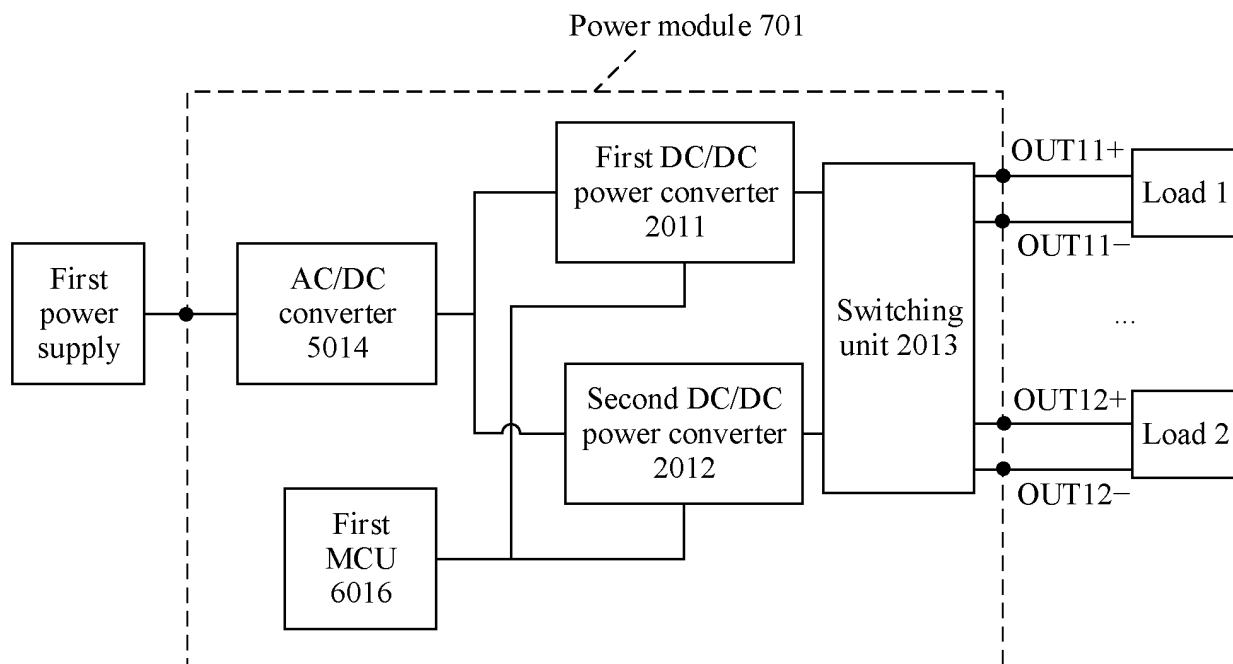 Power module 701
First DC/DC
power converter
2011
OUT11+
Load 1
OUT11−
First
power
supply
AC/DC
converter
5014
Switching
unit 2013
...
Second DC/DC
power converter
2012
OUT12+
Load 2
OUT12−
First
MCU
6016